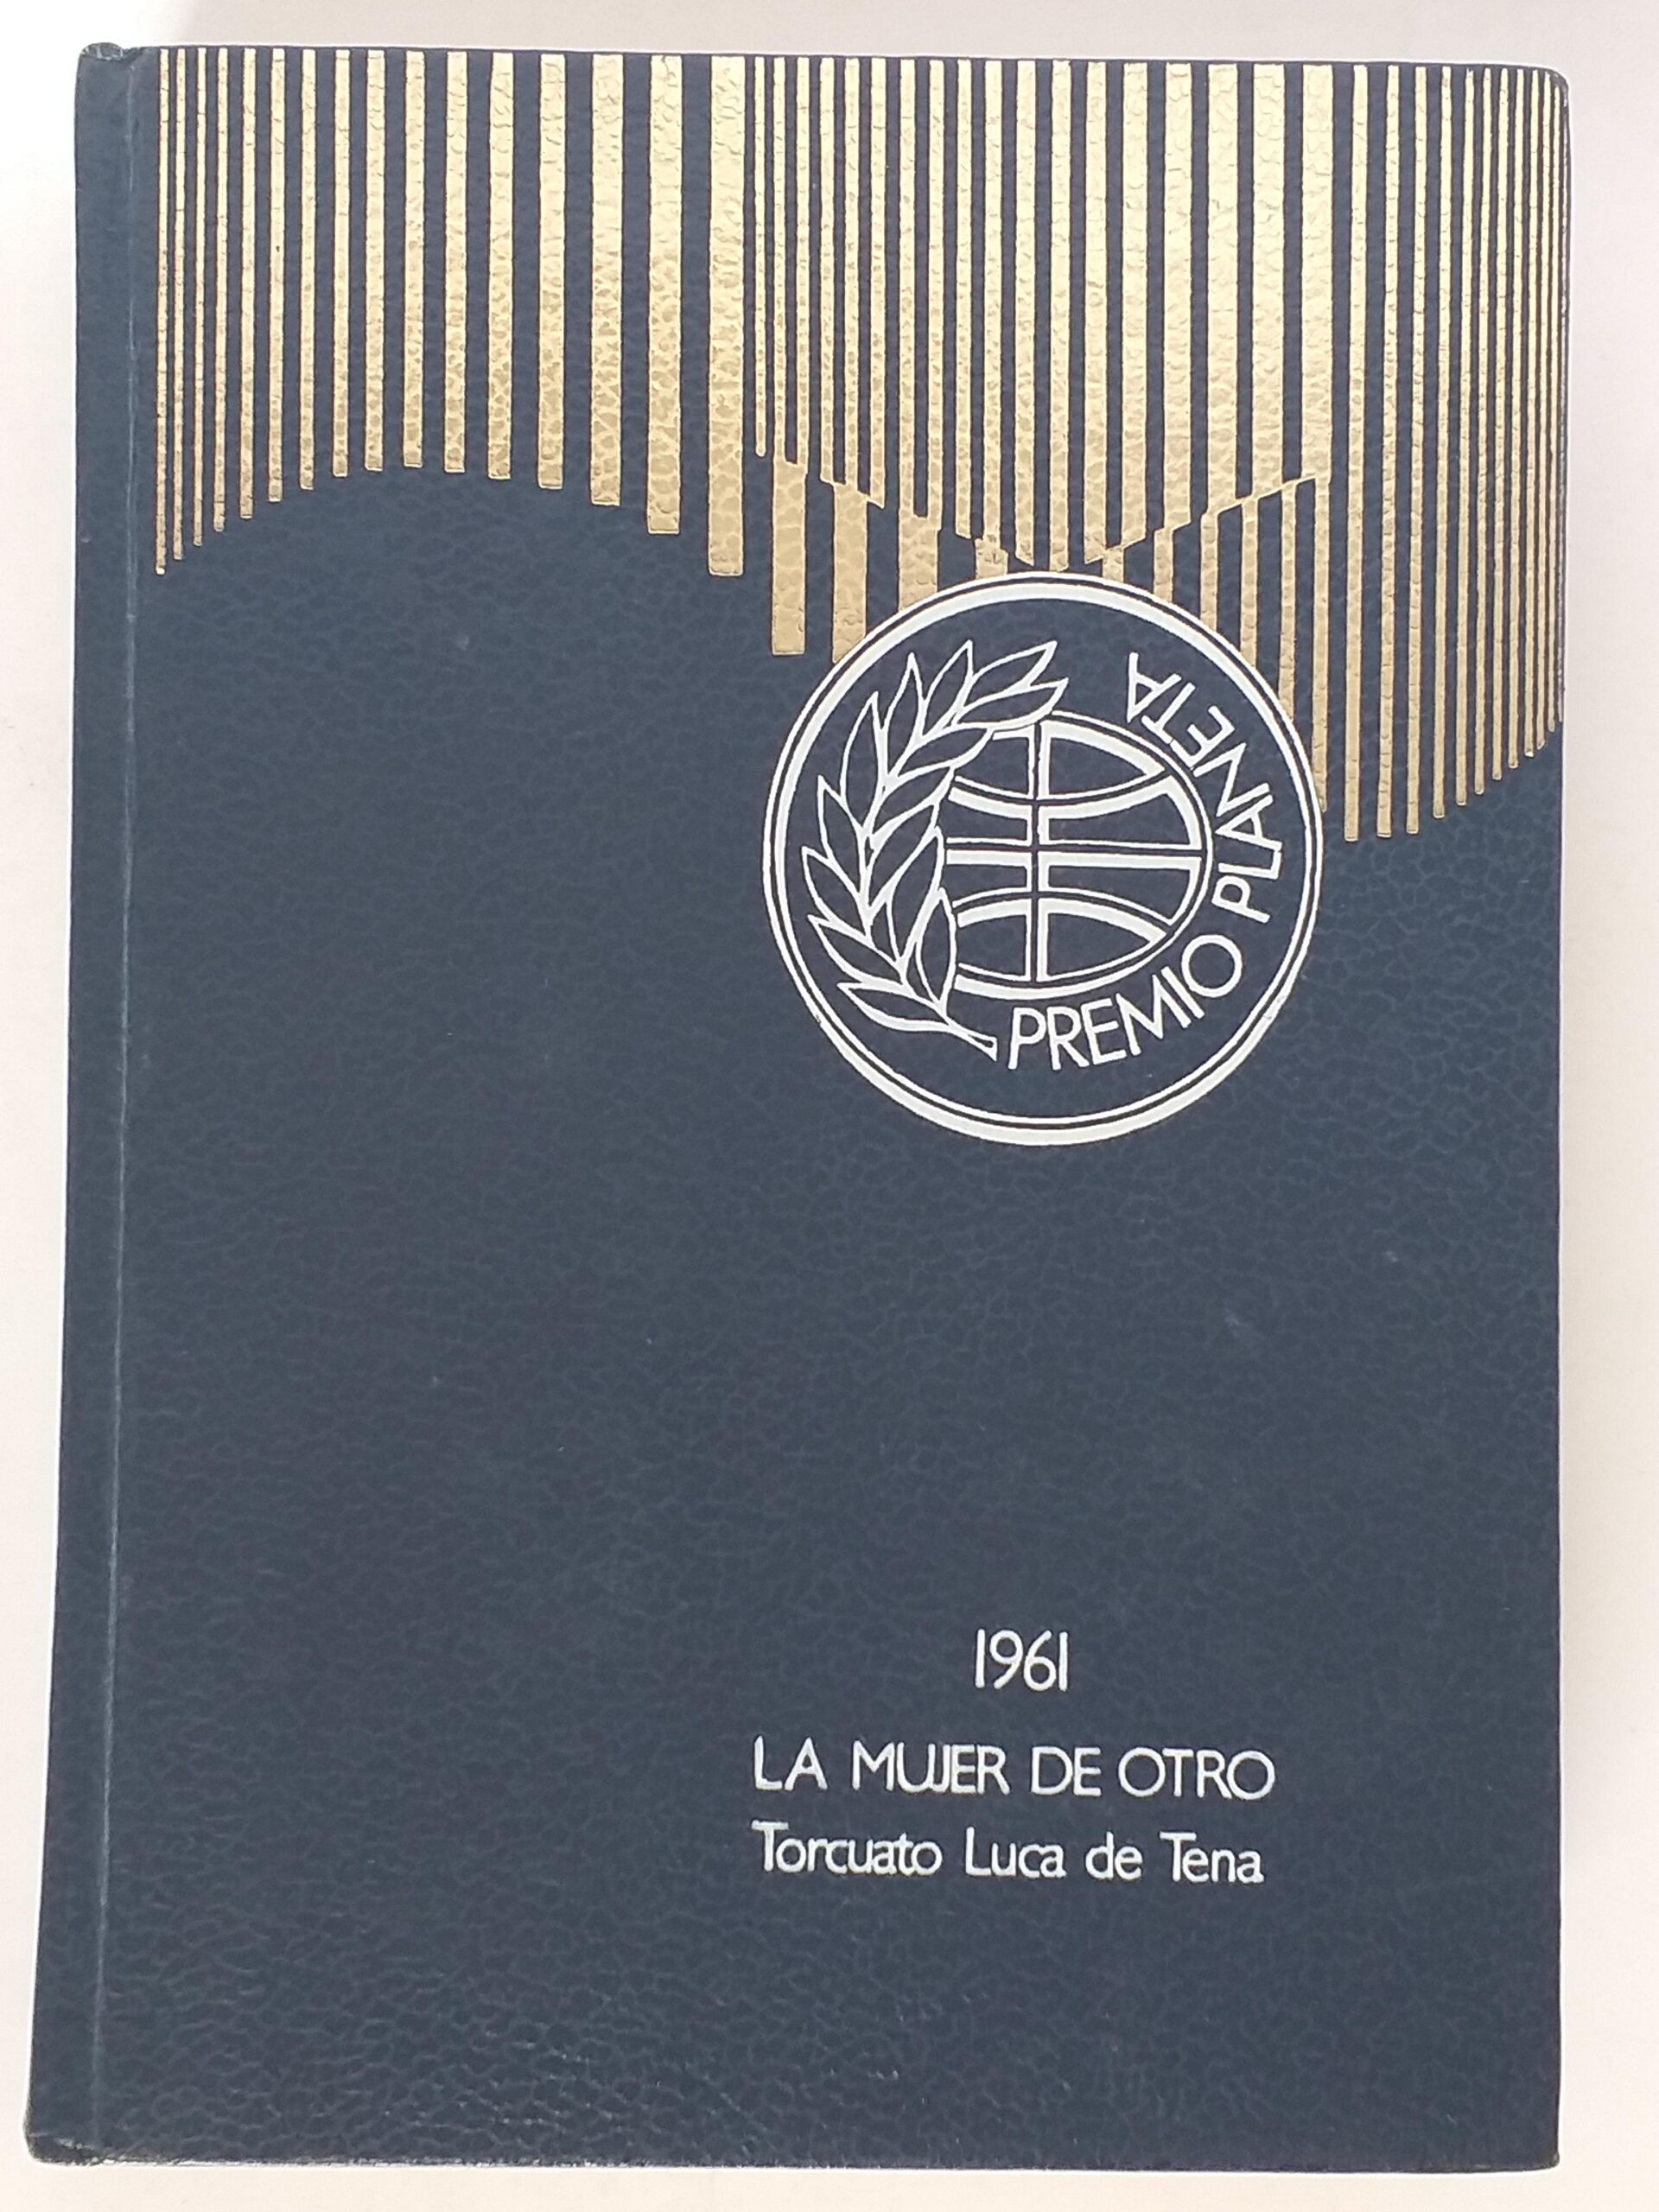 PREMIO PLANETA
1961
LA MUJER DE OTRO
Torcuato Luca de Tena